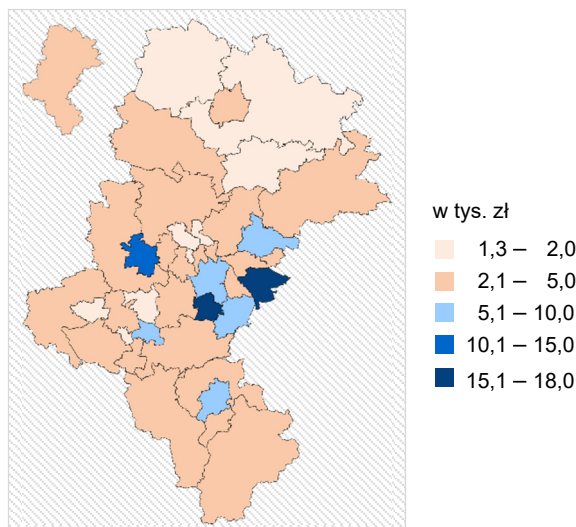 w tys. zł
1,3 – 2,0
2,1 – 5,0
5,1 – 10,0
10,1 – 15,0
15,1 – 18,0